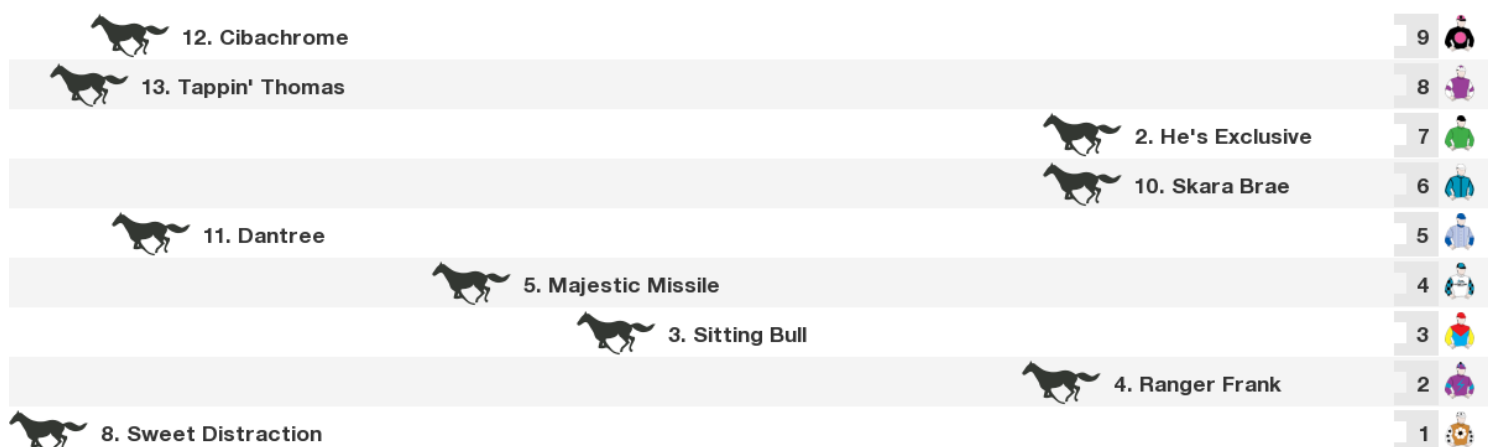 12. Cibachrome 9
13. Tappin' Thomas 8
2. He's Exclusive 7
10. Skara Brae 6
11. Dantree 5
5. Majestic Missile 4
3. Sitting Bull 3
4. Ranger Frank 2
8. Sweet Distraction 1